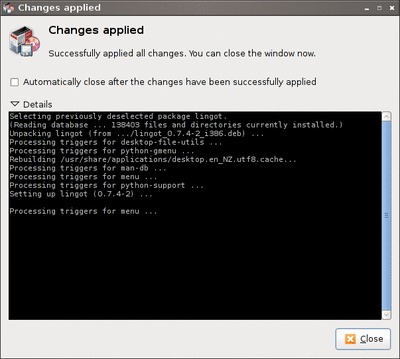 Changes applied
Changes applied
Successfully applied all changes. You can close the window now.
Automatically close after the changes have been successfully applied
Details
Selecting previously deselected package lingot.
(Reading database ... 138403 files and directories currently installed.)
Unpacking lingot (from .../lingot_0.7.4-2_i386.deb) ...
Processing triggers for desktop-file-utils ...
Processing triggers for python-gmenu ...
Rebuilding /usr/share/applications/desktop.en_NZ.utf8.cache...
Processing triggers for man-db ...
Processing triggers for menu ...
Processing triggers for python-support ...
Setting up lingot (0.7.4-2) ...
Processing triggers for menu ...
Close